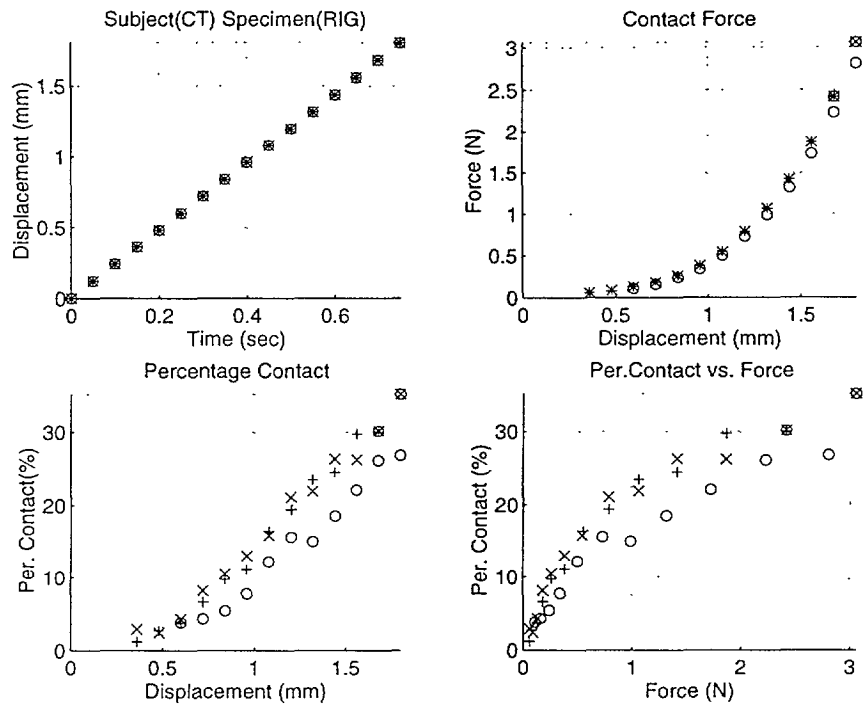 Subject(CT) Specimen(RIG)
Displacement (mm)
1.5
1
0.5
0
0 0.2 0.4 0.6
Time (sec)
Contact Force
Force (N)
3
2.5
2
1.5
1
0.5
0
0 0.5 1 1.5
Displacement (mm)
Percentage Contact
Per. Contact(%)
30
20
10
0
0 0.5 1 1.5
Displacement (mm)
Per.Contact vs. Force
Per. Contact (%)
30
20
10
0
0 1 2 3
Force (N)